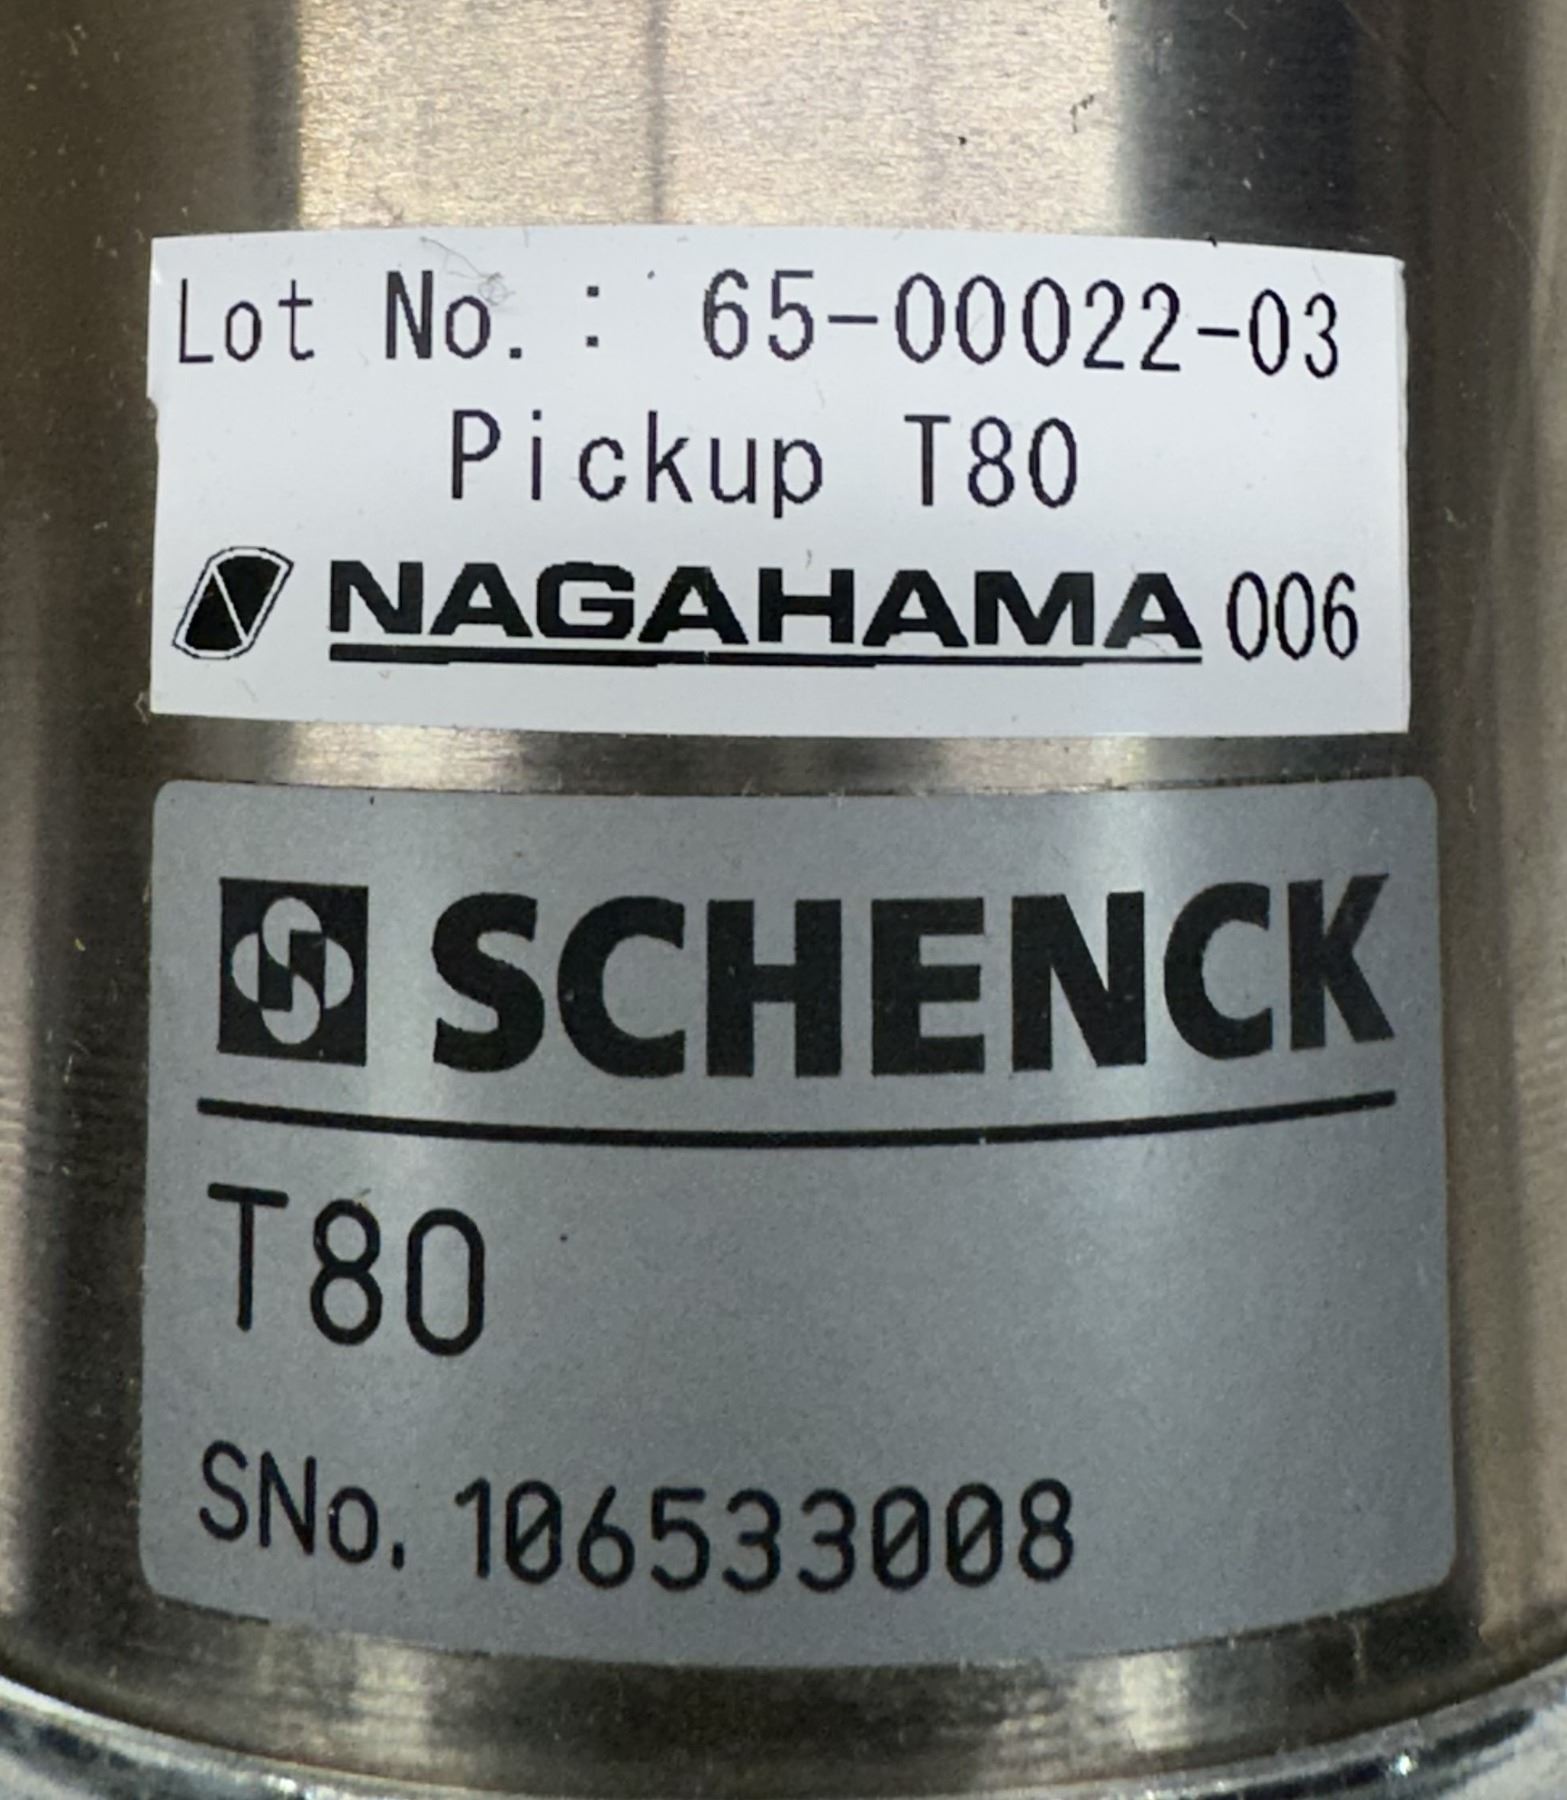 Lot No.: 65-00022-03
Pickup T80
NAGAHAMA 006
SCHENCK
T80
SNo. 106533008